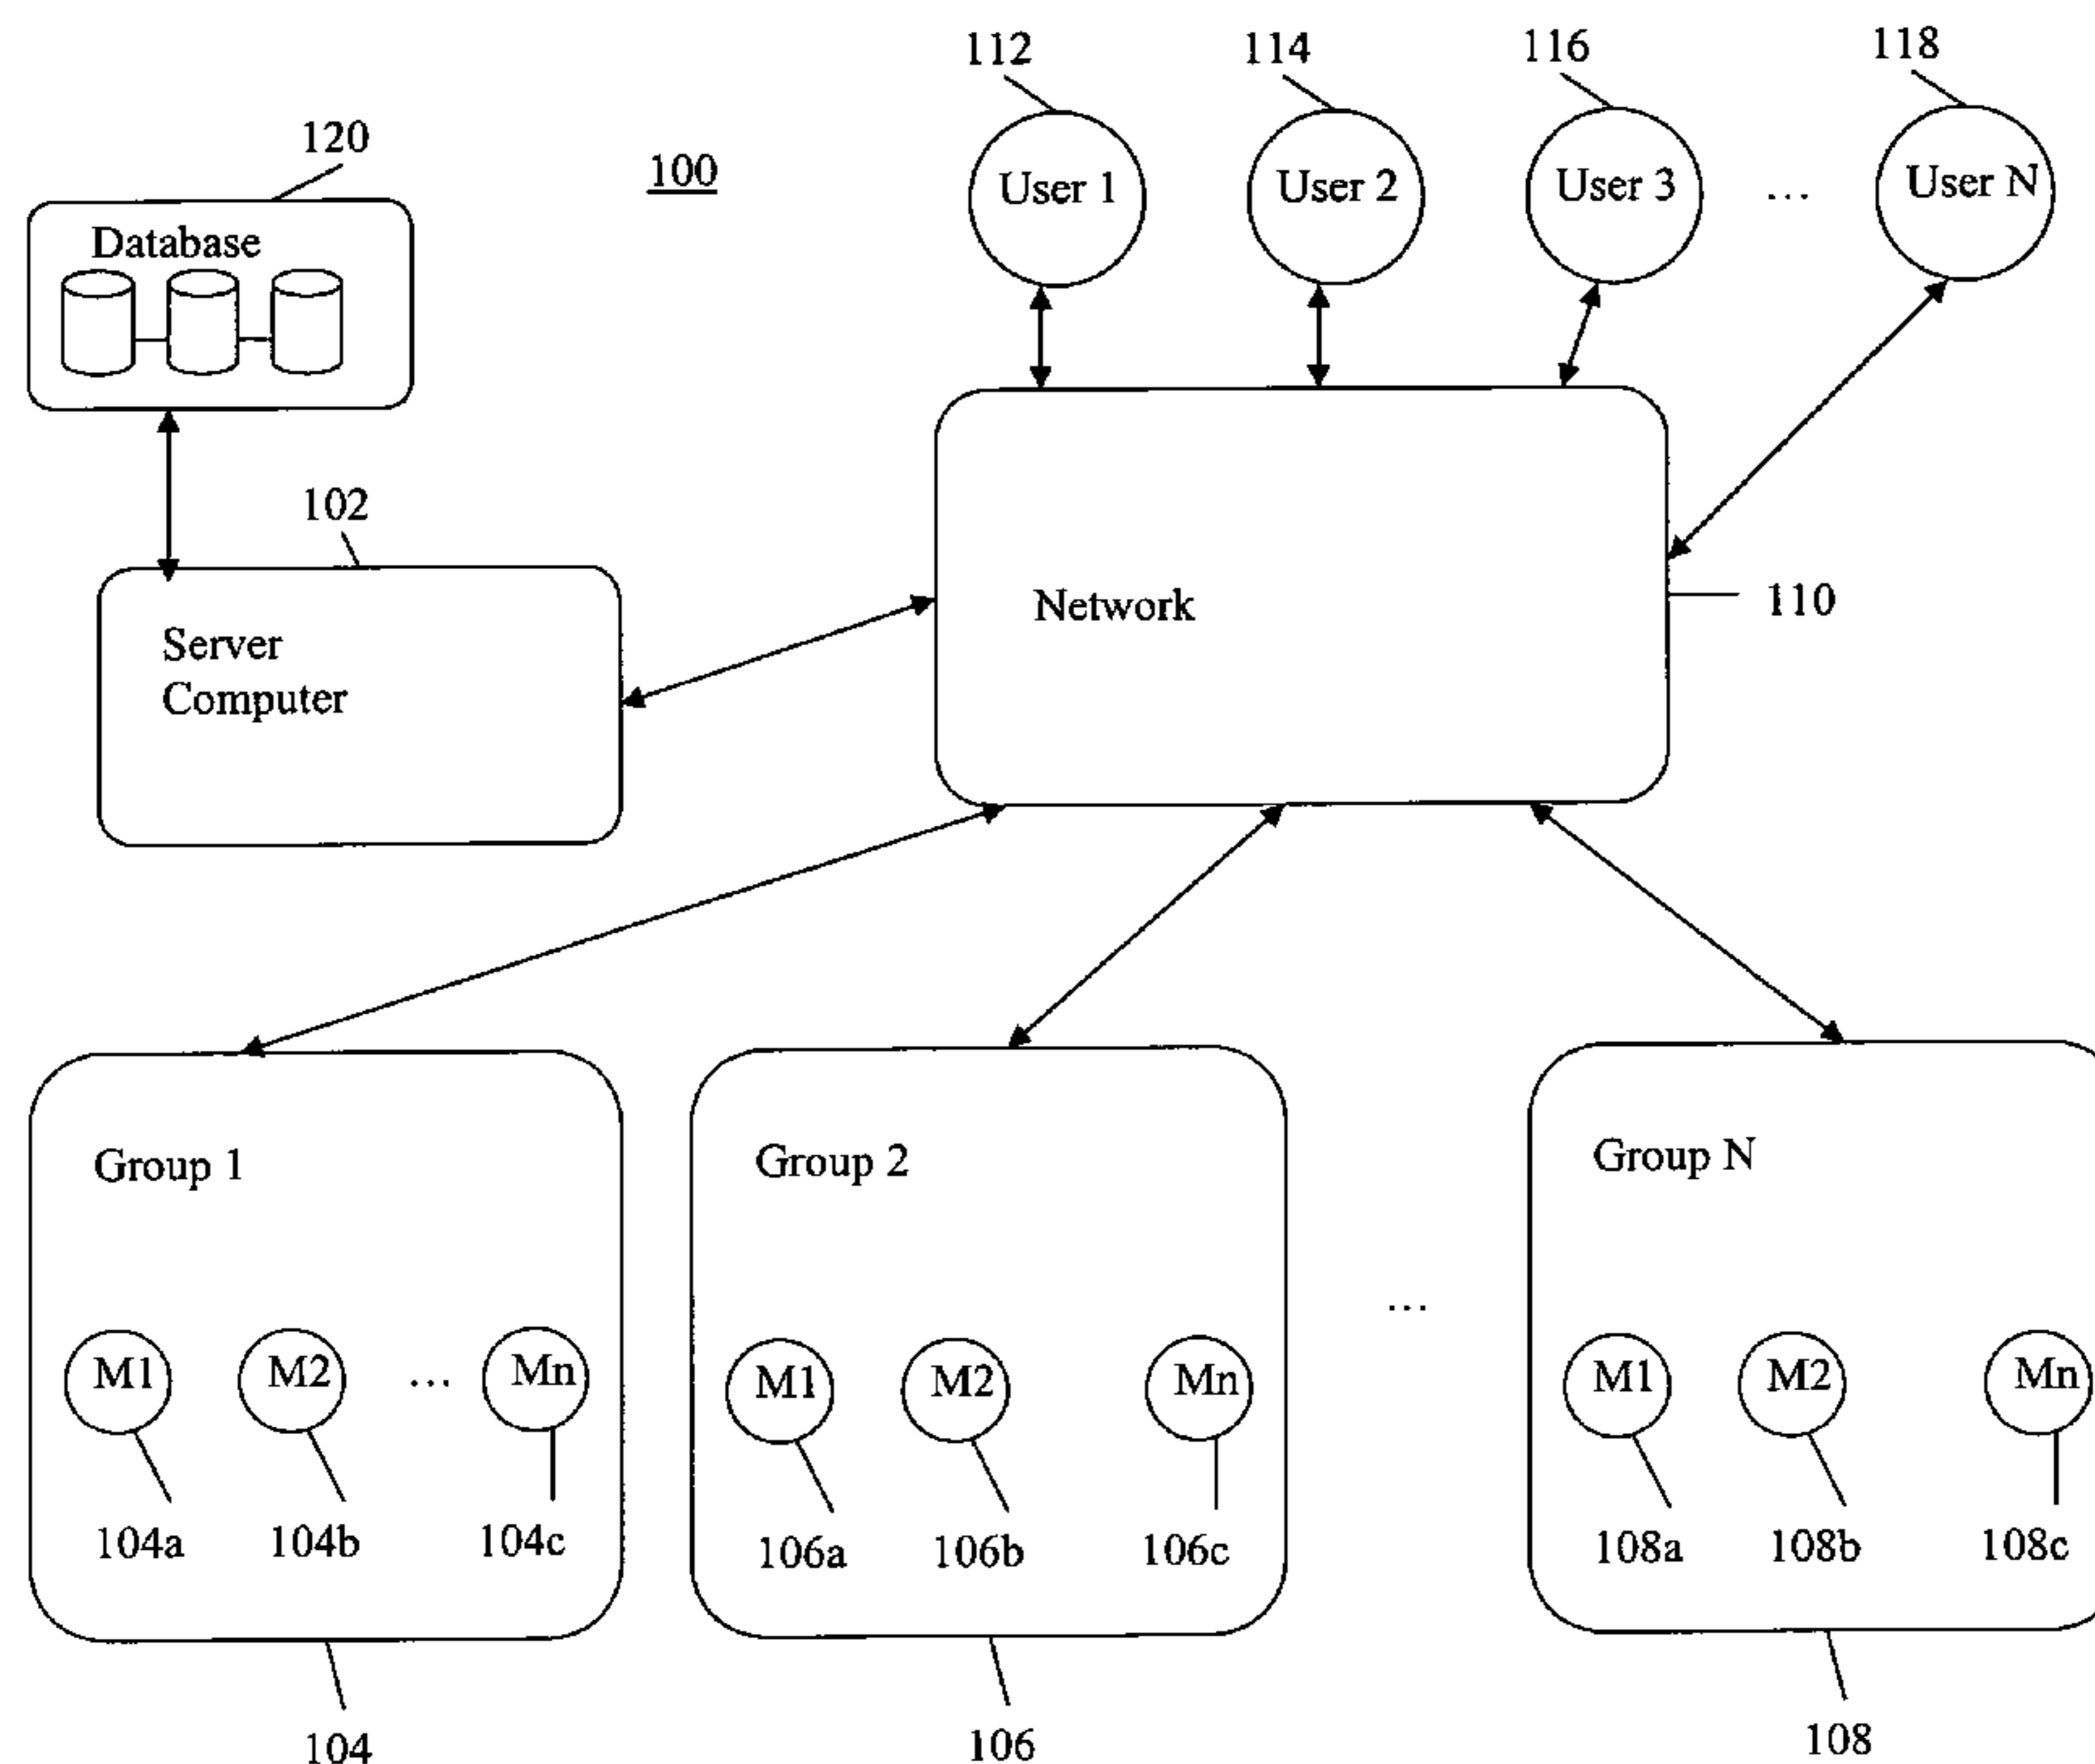 112 114 116 118
120
100
User 1 User 2 User 3 ... User N
Database
102
Server
Computer
Network
110
Group 1 Group 2 Group N
...
M1 M2 ... Mn M1 M2 Mn M1 M2 Mn
104a 104b 104c 106a 106b 106c 108a 108b 108c
104 106 108